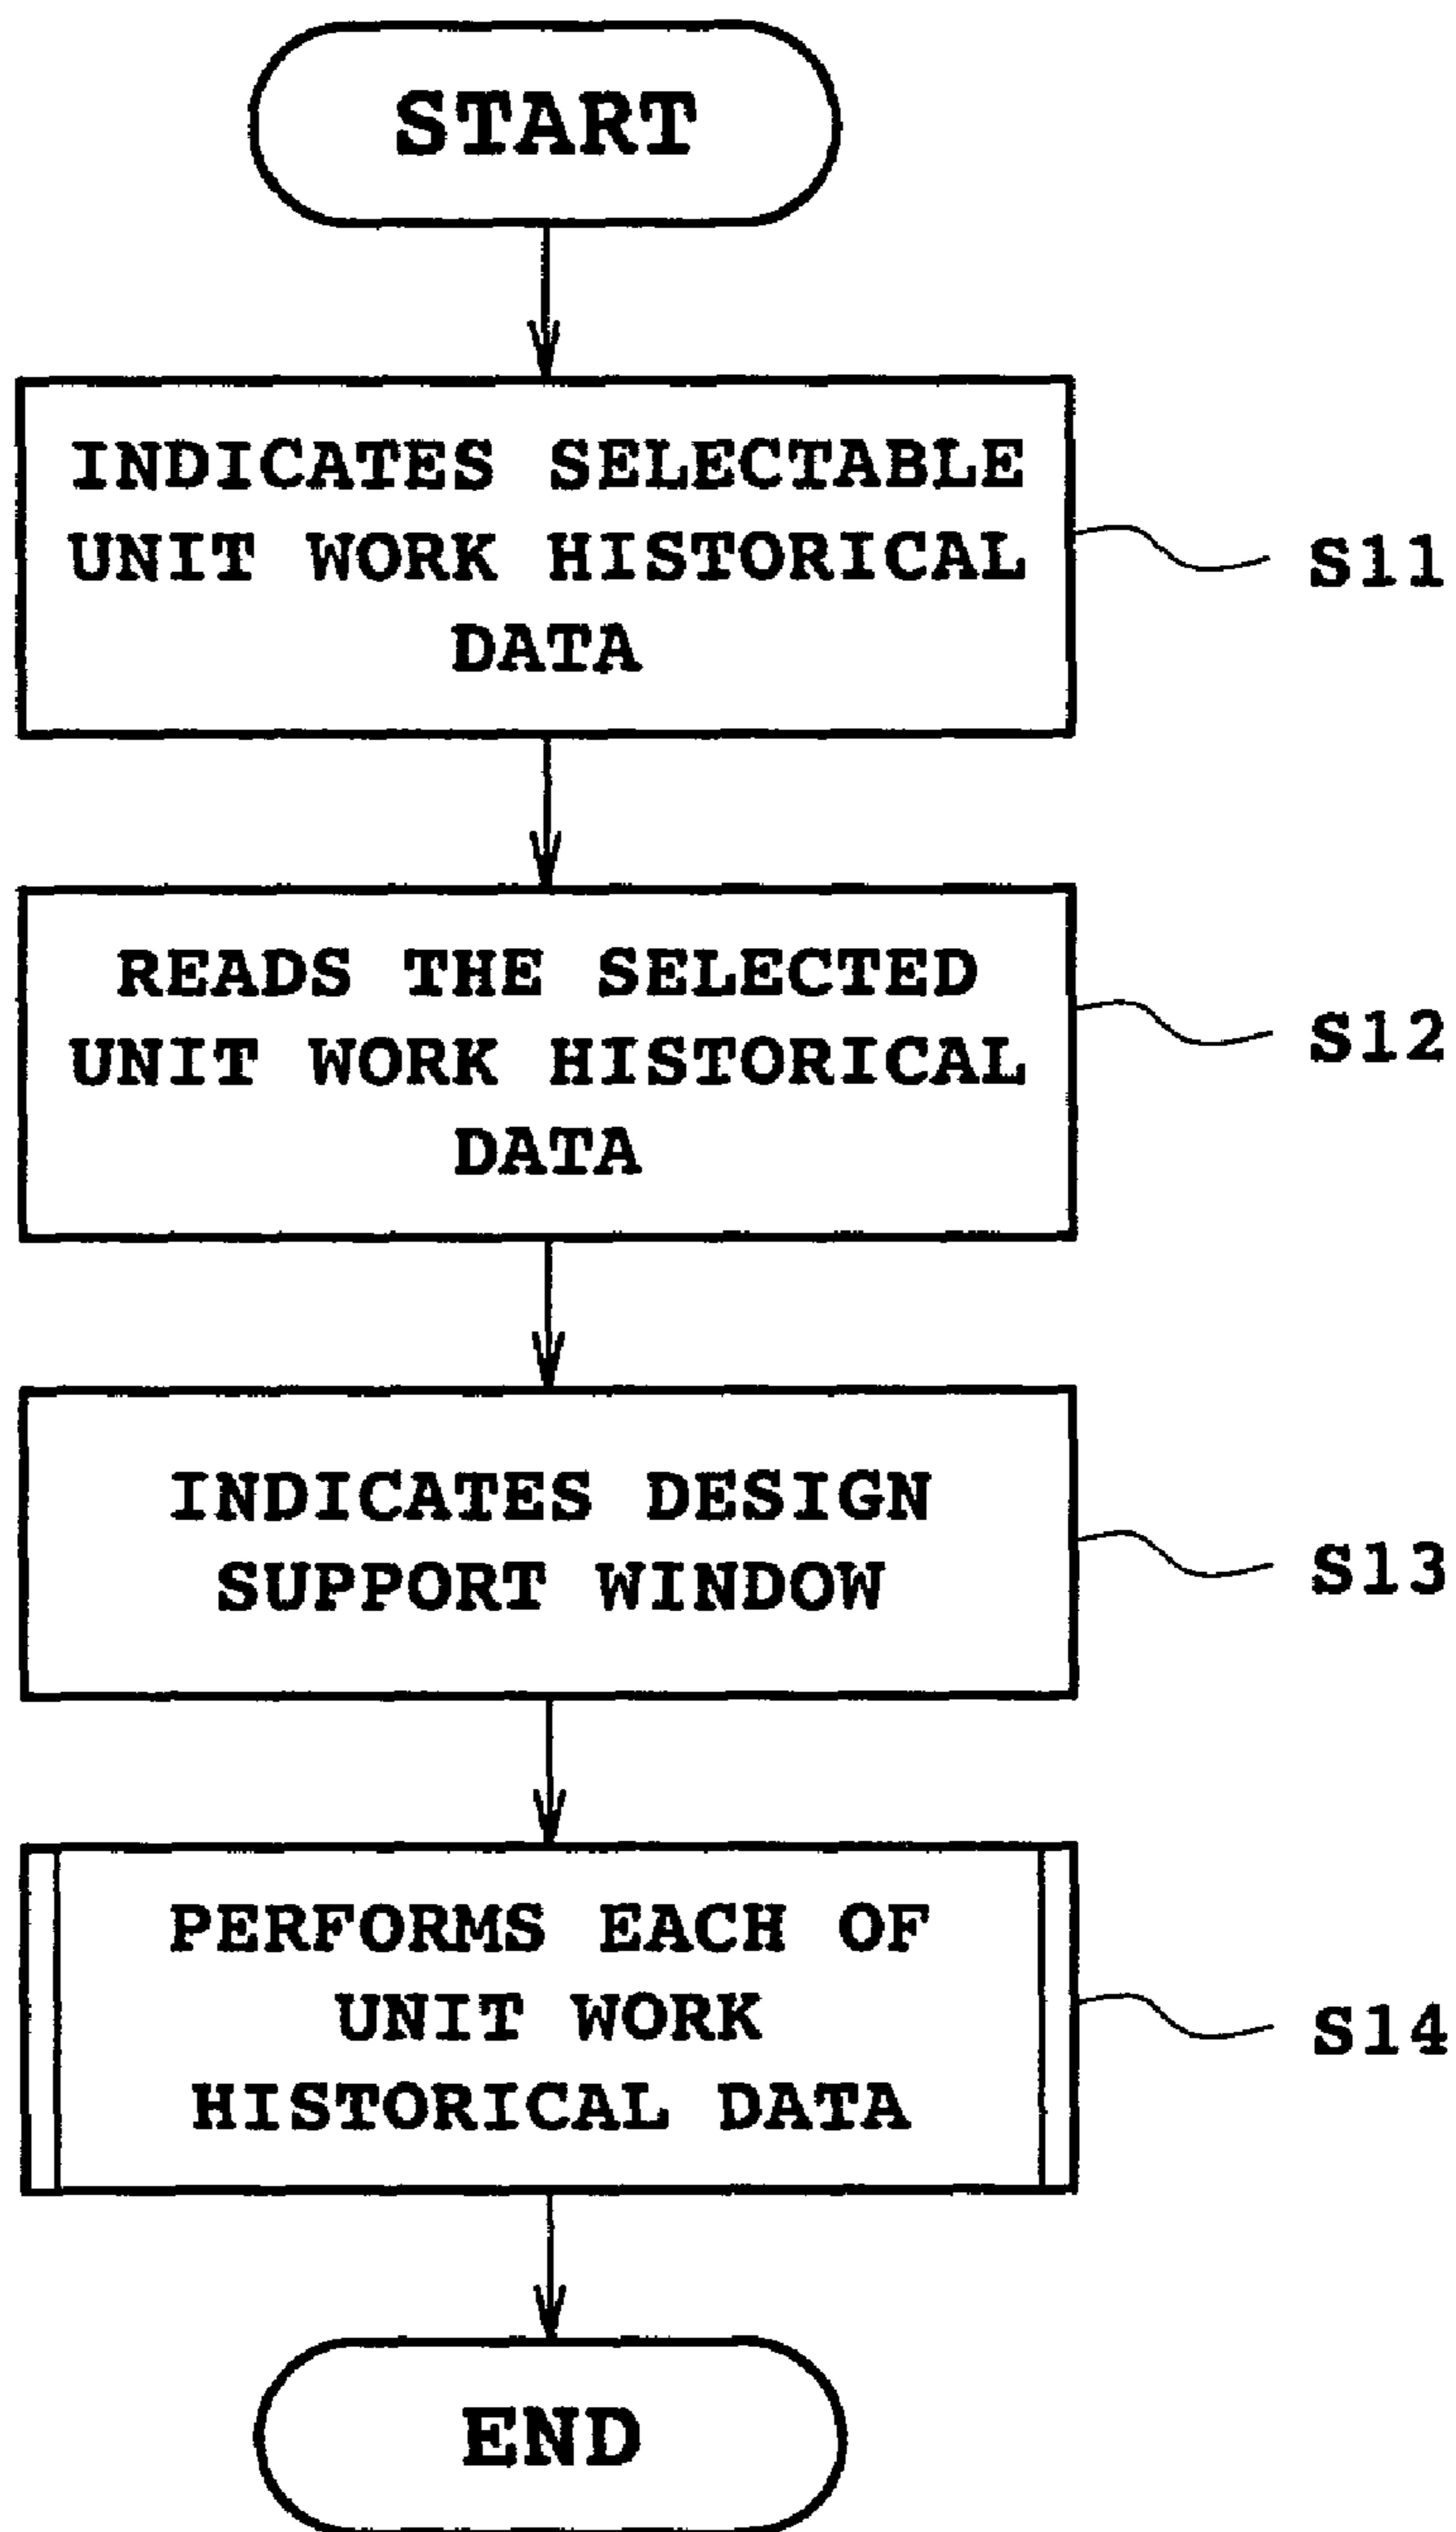 START
INDICATES SELECTABLE
UNIT WORK HISTORICAL
DATA
S11
READS THE SELECTED
UNIT WORK HISTORICAL
DATA
S12
INDICATES DESIGN
SUPPORT WINDOW
S13
PERFORMS EACH OF
UNIT WORK
HISTORICAL DATA
S14
END